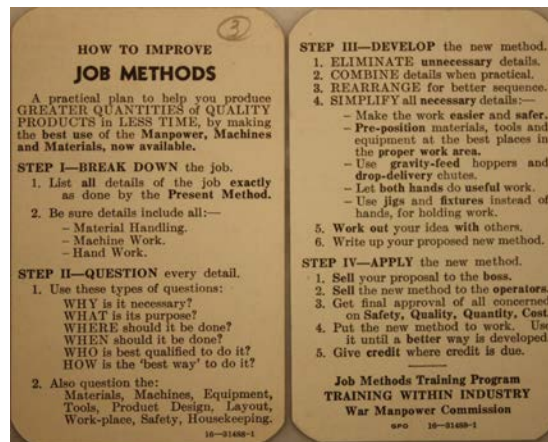 3
HOW TO IMPROVE
JOB METHODS
A practical plan to help you produce
GREATER QUANTITIES of QUALITY
PRODUCTS in LESS TIME, by making
the best use of the Manpower, Machines
and Materials, now available.
STEP I—BREAK DOWN the job.
1. List all details of the job exactly
as done by the Present Method.
2. Be sure details include all:—
– Material Handling.
– Machine Work.
– Hand Work.
STEP II—QUESTION every detail.
1. Use these types of questions:
WHY is it necessary?
WHAT is its purpose?
WHERE should it be done?
WHEN should it be done?
WHO is best qualified to do it?
HOW is the 'best way' to do it?
2. Also question the:
Materials, Machines, Equipment,
Tools, Product Design, Layout,
Work-place, Safety, Housekeeping.
16—31488-1
STEP III—DEVELOP the new method.
1. ELIMINATE unnecessary details.
2. COMBINE details when practical.
3. REARRANGE for better sequence.
4. SIMPLIFY all necessary details:—
– Make the work easier and safer.
– Pre-position materials, tools and
equipment at the best places in
the proper work area.
– Use gravity-feed hoppers and
drop-delivery chutes.
– Let both hands do useful work.
– Use jigs and fixtures instead of
hands, for holding work.
5. Work out your idea with others.
6. Write up your proposed new method.
STEP IV—APPLY the new method.
1. Sell your proposal to the boss.
2. Sell the new method to the operators.
3. Get final approval of all concerned
on Safety, Quality, Quantity, Cost.
4. Put the new method to work. Use
it until a better way is developed.
5. Give credit where credit is due.
Job Methods Training Program
TRAINING WITHIN INDUSTRY
War Manpower Commission
GPO 16—31488-1